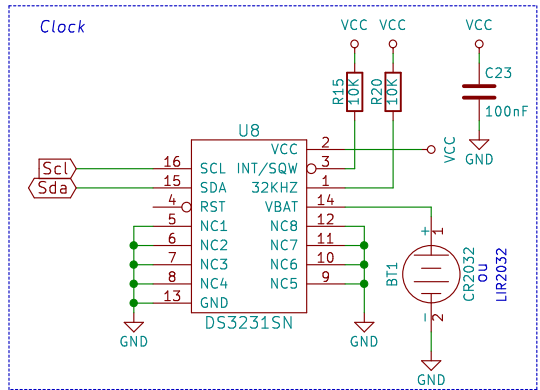 Clock
VCC VCC VCC
R15 10K R20 10K C23
100nF
GND
U8
VCC 2 VCC
Scl 16 SCL INT/SQW 3
Sda 15 SDA 32KHZ 1
4 RST VBAT 14
5 NC1 NC8 12
6 NC2 NC7 11
7 NC3 NC6 10
8 NC4 NC5 9
13 GND
DS3231SN
+ 1
BT1 CR2032
ou
LIR2032
- 2
GND GND
GND